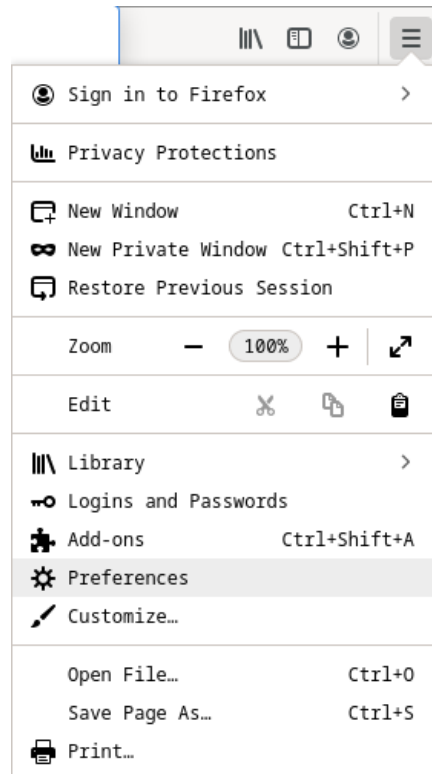 Sign in to Firefox
Privacy Protections
New Window Ctrl+N
New Private Window Ctrl+Shift+P
Restore Previous Session
Zoom 100%
Edit
Library
Logins and Passwords
Add-ons Ctrl+Shift+A
Preferences
Customize…
Open File… Ctrl+O
Save Page As… Ctrl+S
Print…